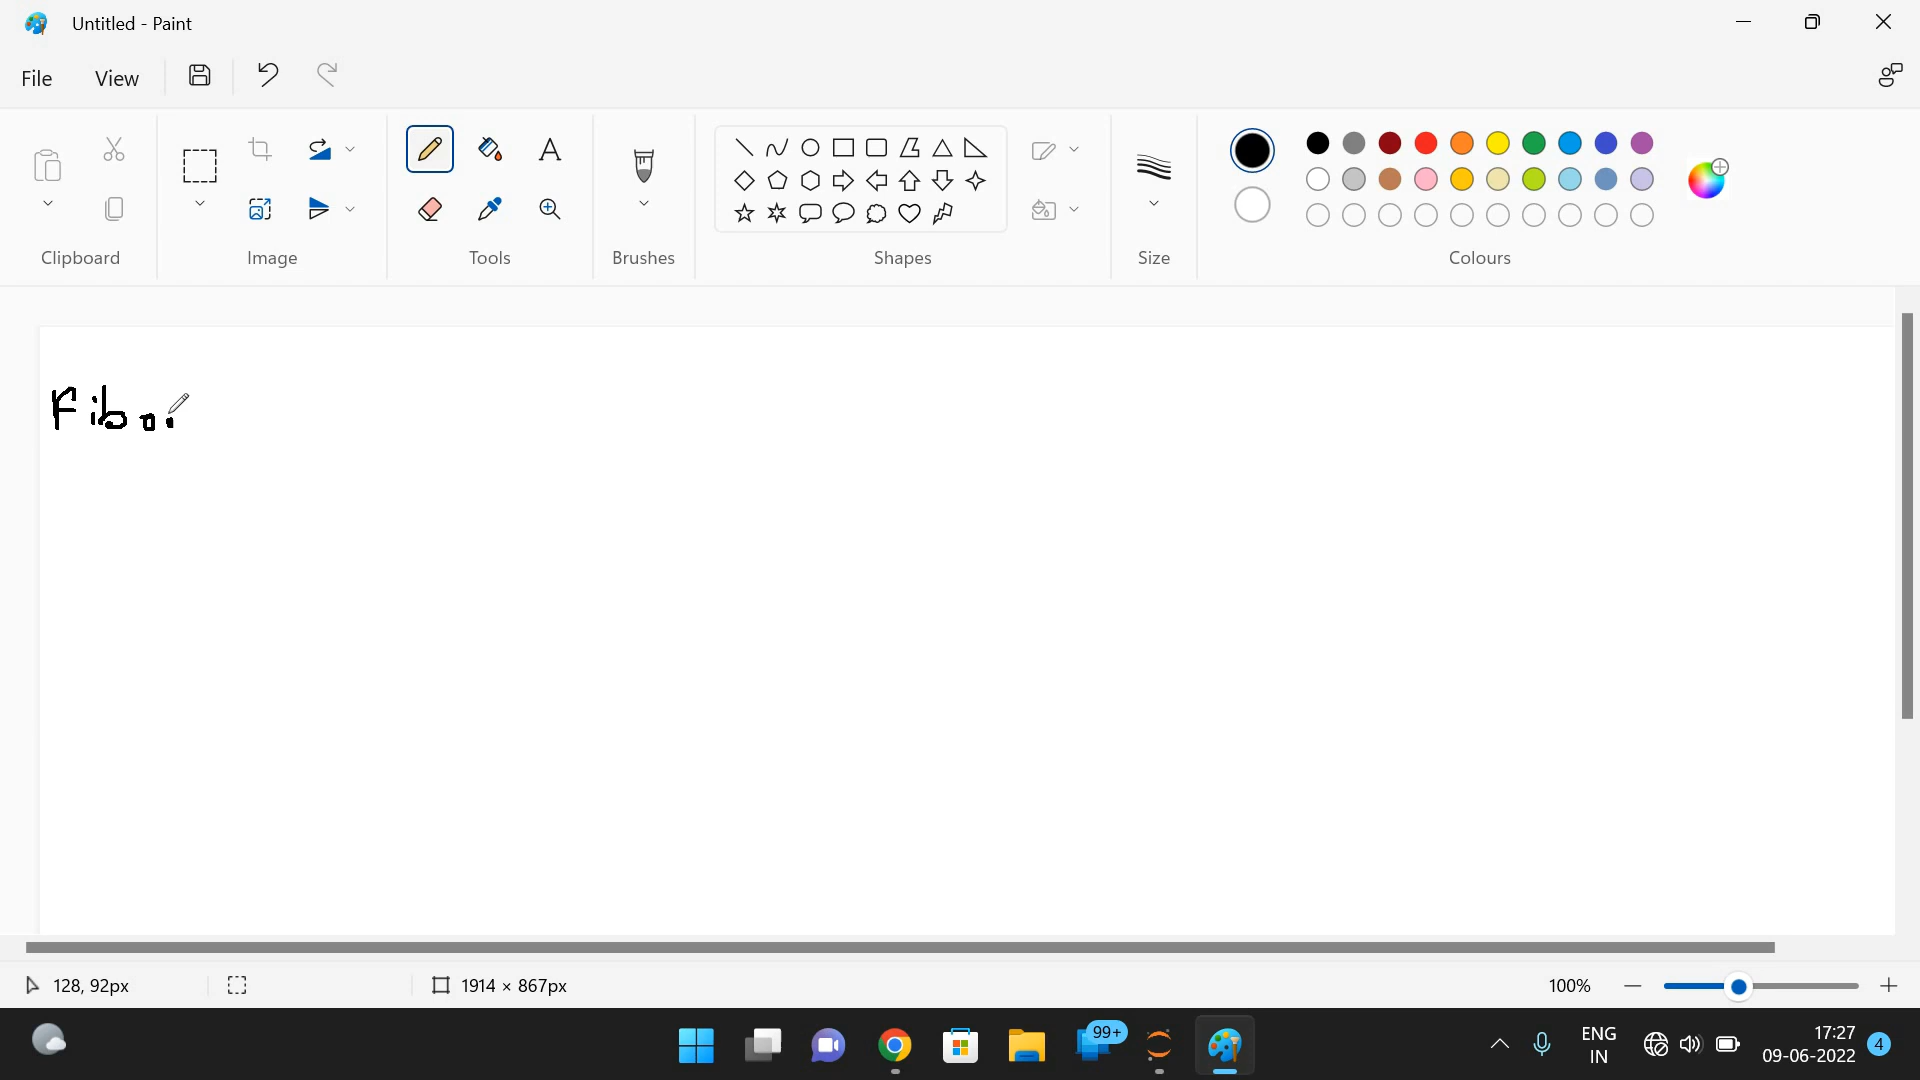 Untitled - Paint
File View
Clipboard Image Tools Brushes Shapes Size Colours
Fibo
128, 92px 1914 × 867px 100%
99+ ENG 17:27
IN 09-06-2022 4